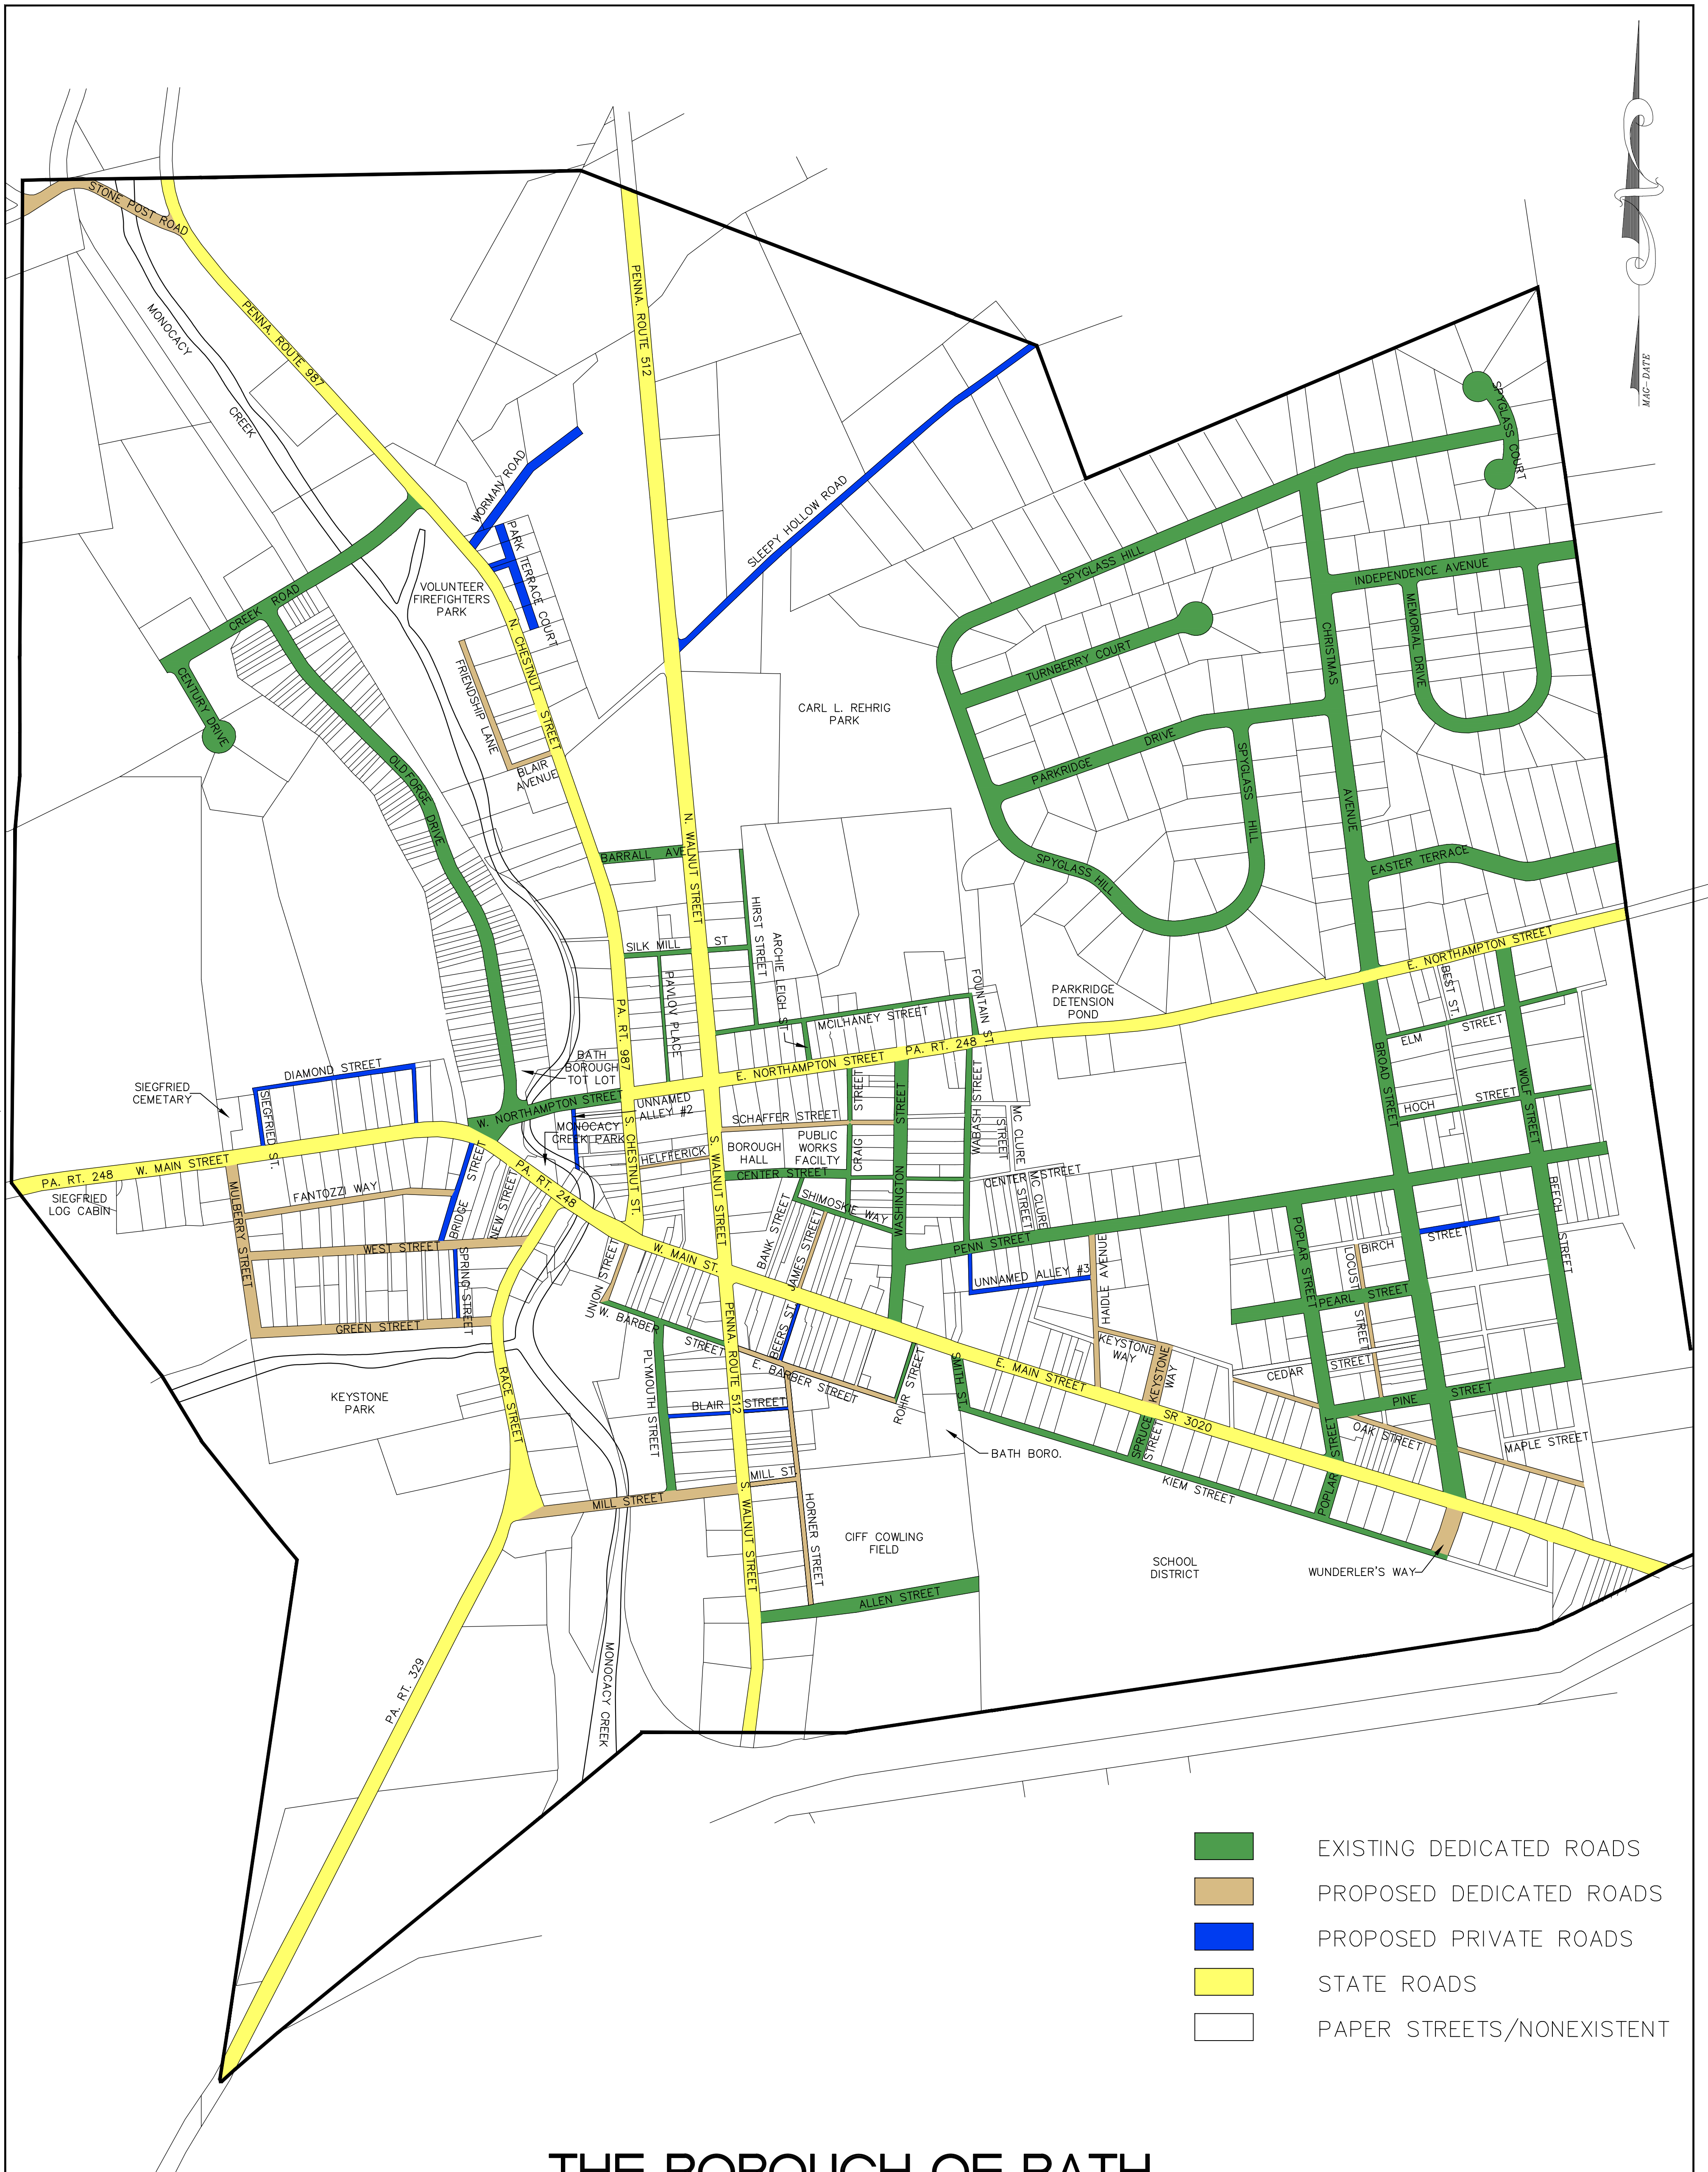 MAG-DATE
STONE POST ROAD
MONOCACY
CREEK
PENNA. ROUTE 987
PENNA. ROUTE 512
WORMAN ROAD
PARK TERRACE COURT
SLEEPY HOLLOW ROAD
VOLUNTEER
FIREFIGHTERS
PARK
CREEK ROAD
CENTURY DRIVE
OLD FORGE DRIVE
FRIENDSHIP LANE
N. CHESTNUT STREET
BLAIR
AVENUE
CARL L. REHRIG
PARK
SPYGLASS COURT
SPYGLASS HILL
TURNBERRY COURT
PARKRIDGE DRIVE
SPYGLASS HILL
SPYGLASS HILL
CHRISTMAS AVENUE
INDEPENDENCE AVENUE
MEMORIAL DRIVE
EASTER TERRACE
N. WALNUT STREET
BARRALL AVE
SILK MILL ST
HIRST STREET
ARCHIE LEIGH ST
PAVLOV PLACE
PA. RT. 987
MCILHANEY STREET
FOUNTAIN ST
PARKRIDGE
DETENTION
POND
E. NORTHAMPTON STREET
PA. RT. 248
E. NORTHAMPTON STREET
BEST ST.
ELM STREET
HOCH STREET
BROAD STREET
WOLF STREET
BEECH STREET
BATH
BOROUGH
TOT LOT
DIAMOND STREET
SIEGFRIED
CEMETARY
SIEGFRIED ST.
W. NORTHAMPTON STREET
UNNAMED
ALLEY #2
MONOCACY
CREEK PARK
S. CHESTNUT ST.
HELFFERICK
SCHAFFER STREET
BOROUGH
HALL
PUBLIC
WORKS
FACILTY
CRAIG STREET
CENTER STREET
WASHINGTON STREET
WABASH STREET
MC CLURE STREET
CENTER STREET
MC CLURE STREET
PA. RT. 248
W. MAIN STREET
SIEGFRIED
LOG CABIN
MULBERRY STREET
FANTOZZI WAY
BRIDGE STREET
NEW STREET
PA. RT. 248
WEST STREET
SPRING STREET
GREEN STREET
UNION STREET
W. MAIN ST.
S. WALNUT STREET
BANK STREET
SHIMOSKIE WAY
JAMES STREET
BEERS ST.
PENN STREET
UNNAMED ALLEY #3
HAIDLE AVENUE
KEYSTONE
WAY
KEYSTONE
WAY
POPLAR STREET
LOCUST STREET
BIRCH STREET
PEARL STREET
CEDAR STREET
PINE STREET
OAK STREET
MAPLE STREET
POPLAR STREET
W. BARBER STREET
E. BARBER STREET
ROHR STREET
SMITH ST.
E. MAIN STREET
SR 3020
SPRUCE
STREET
KIEM STREET
BATH BORO.
PLYMOUTH STREET
PENNA. ROUTE 512
BLAIR STREET
KEYSTONE
PARK
RACE STREET
MILL STREET
MILL ST.
S. WALNUT STREET
HORNER STREET
CIFF COWLING
FIELD
ALLEN STREET
SCHOOL
DISTRICT
WUNDERLER'S WAY
MONOCACY CREEK
PA. RT. 329
EXISTING DEDICATED ROADS
PROPOSED DEDICATED ROADS
PROPOSED PRIVATE ROADS
STATE ROADS
PAPER STREETS/NONEXISTENT
THE BOROUGH OF BATH